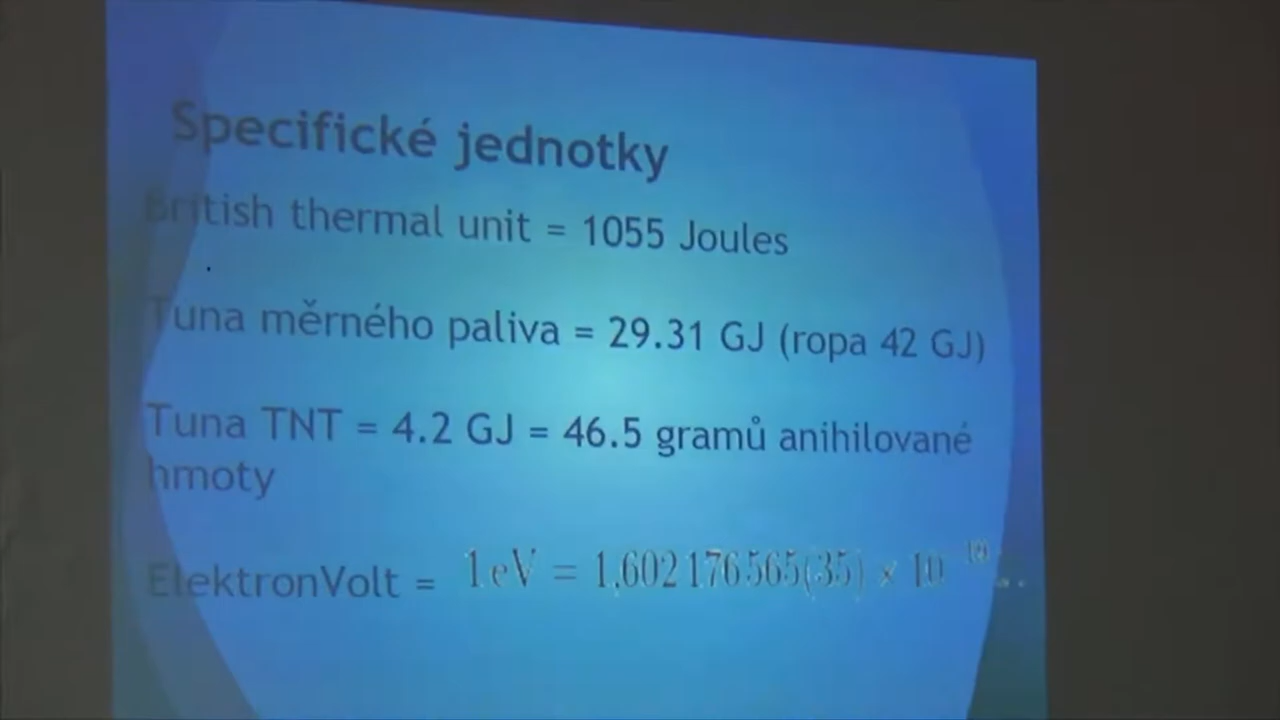 Specifické jednotky
British thermal unit = 1055 Joules
Tuna měrného paliva = 29.31 GJ (ropa 42 GJ)
Tuna TNT = 4.2 GJ = 46.5 gramů anihilované
hmoty
ElektronVolt = 1 eV = 1,602 176 565(35) × 10